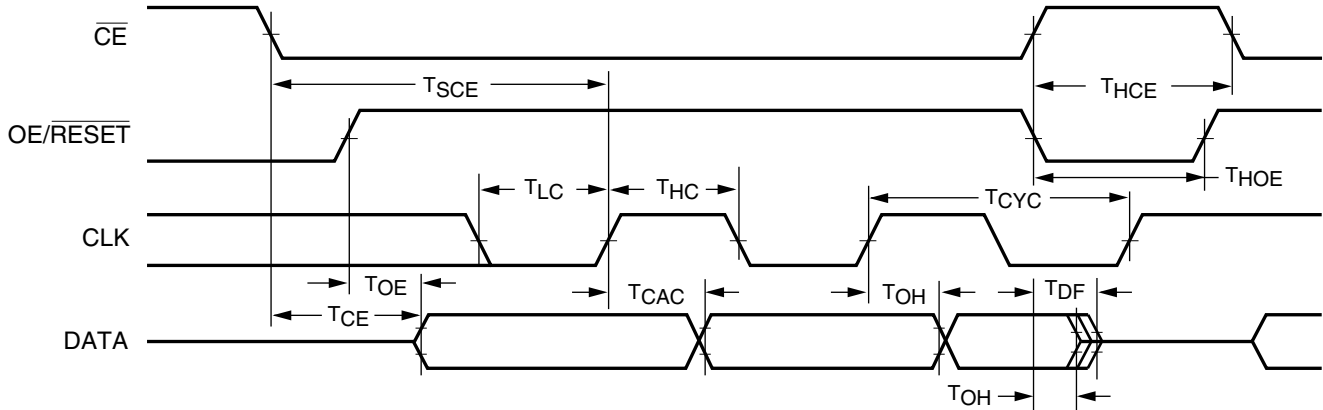 CE
TSCE
THCE
OE/RESET
TLC
THC
TCYC
THOE
CLK
TOE
TCE
TCAC
TOH
TDF
DATA
TOH